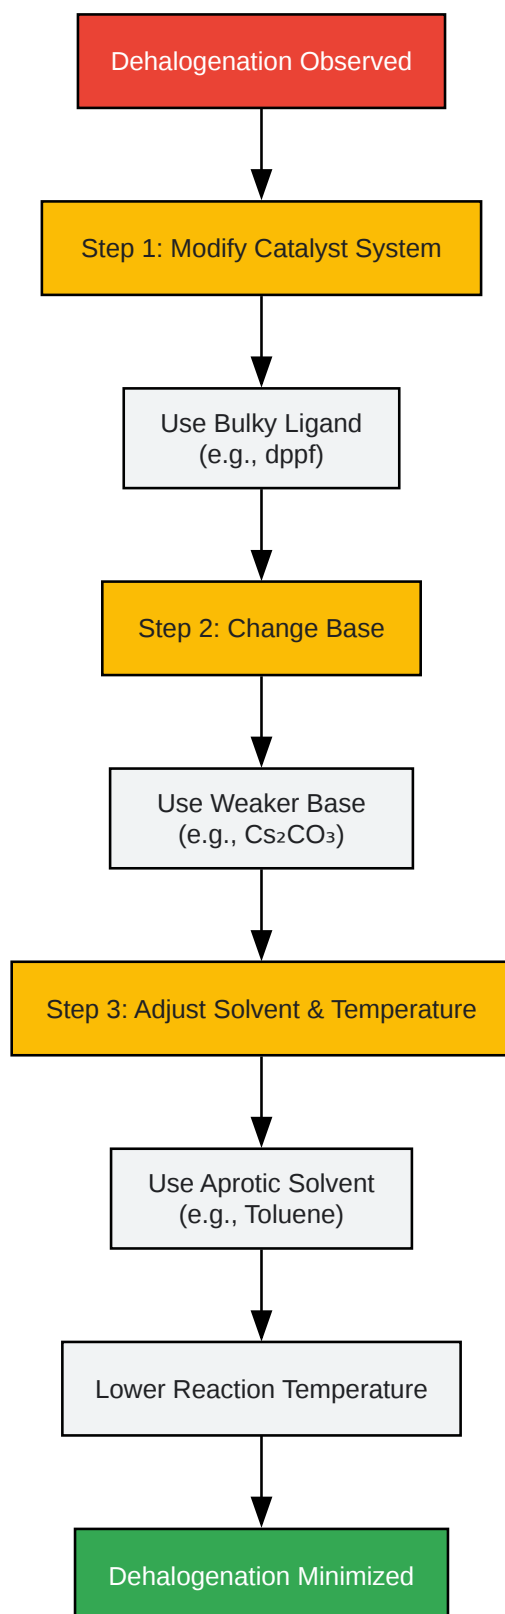 Dehalogenation Observed
Step 1: Modify Catalyst System
Use Bulky Ligand
(e.g., dppf)
Step 2: Change Base
Use Weaker Base
(e.g., Cs₂CO₃)
Step 3: Adjust Solvent & Temperature
Use Aprotic Solvent
(e.g., Toluene)
Lower Reaction Temperature
Dehalogenation Minimized